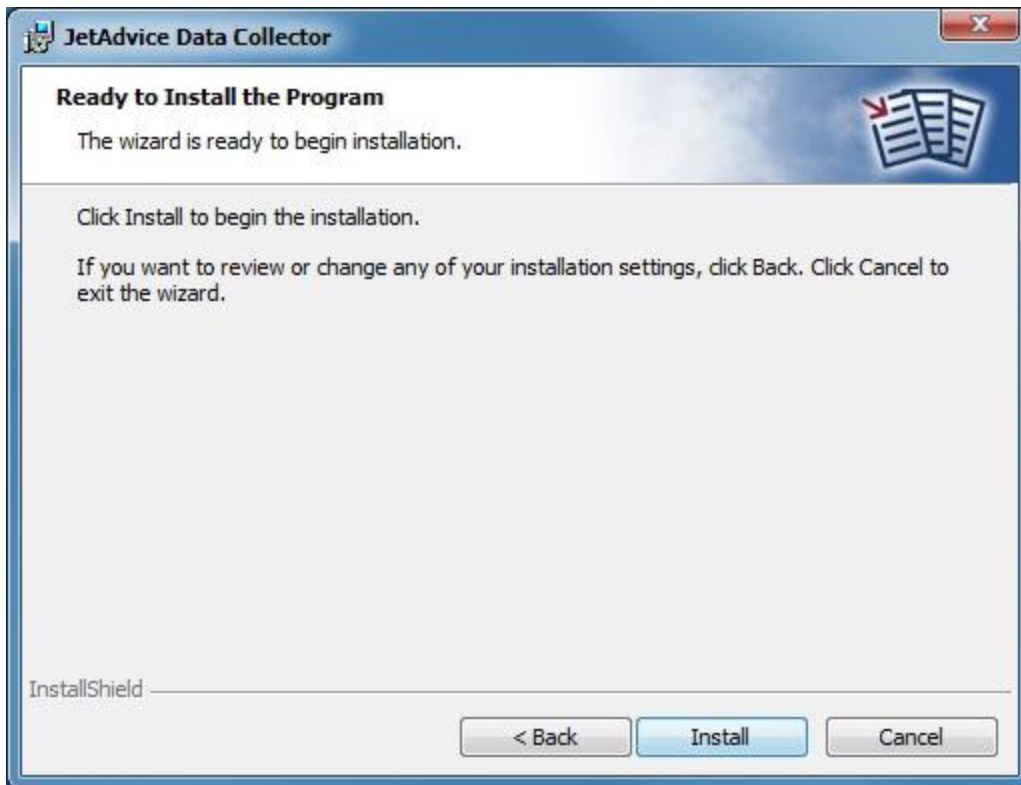 JetAdvice Data Collector
Ready to Install the Program
The wizard is ready to begin installation.
Click Install to begin the installation.
If you want to review or change any of your installation settings, click Back. Click Cancel to
exit the wizard.
InstallShield
< Back
Install
Cancel